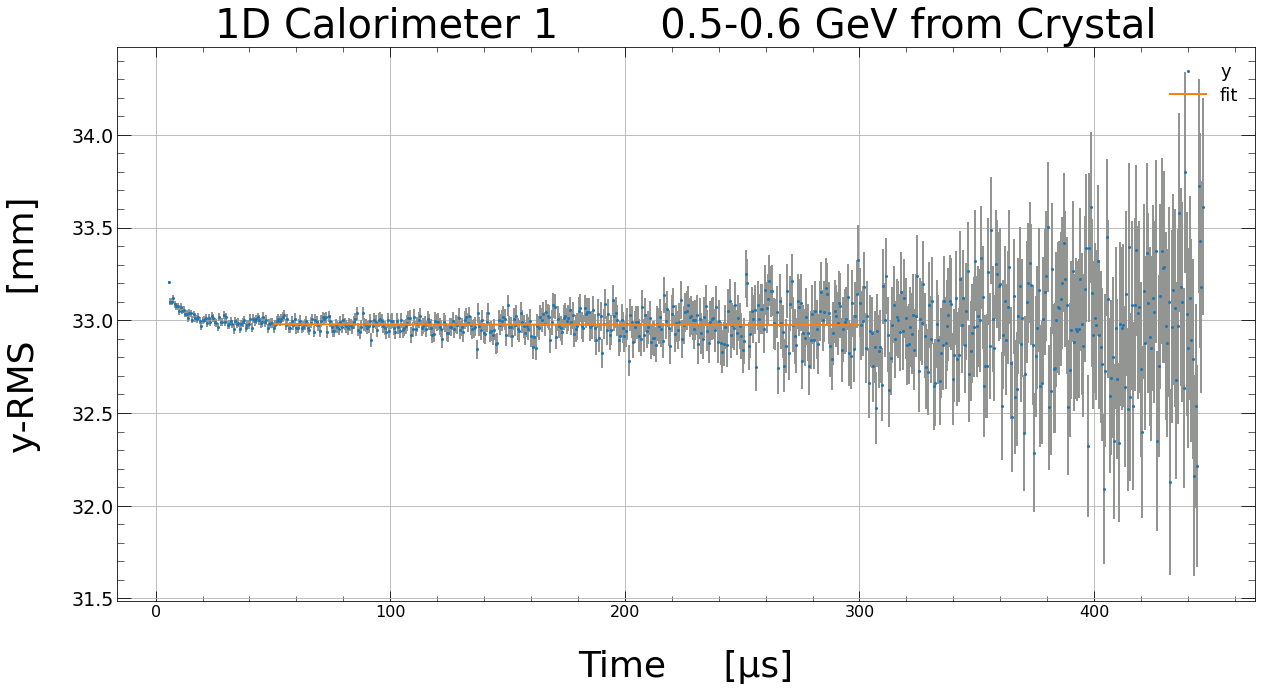 1D Calorimeter 1 0.5-0.6 GeV from Crystal
y
fit
34.0
33.5
33.0
32.5
32.0
31.5
y-RMS [mm]
0 100 200 300 400
Time [µs]